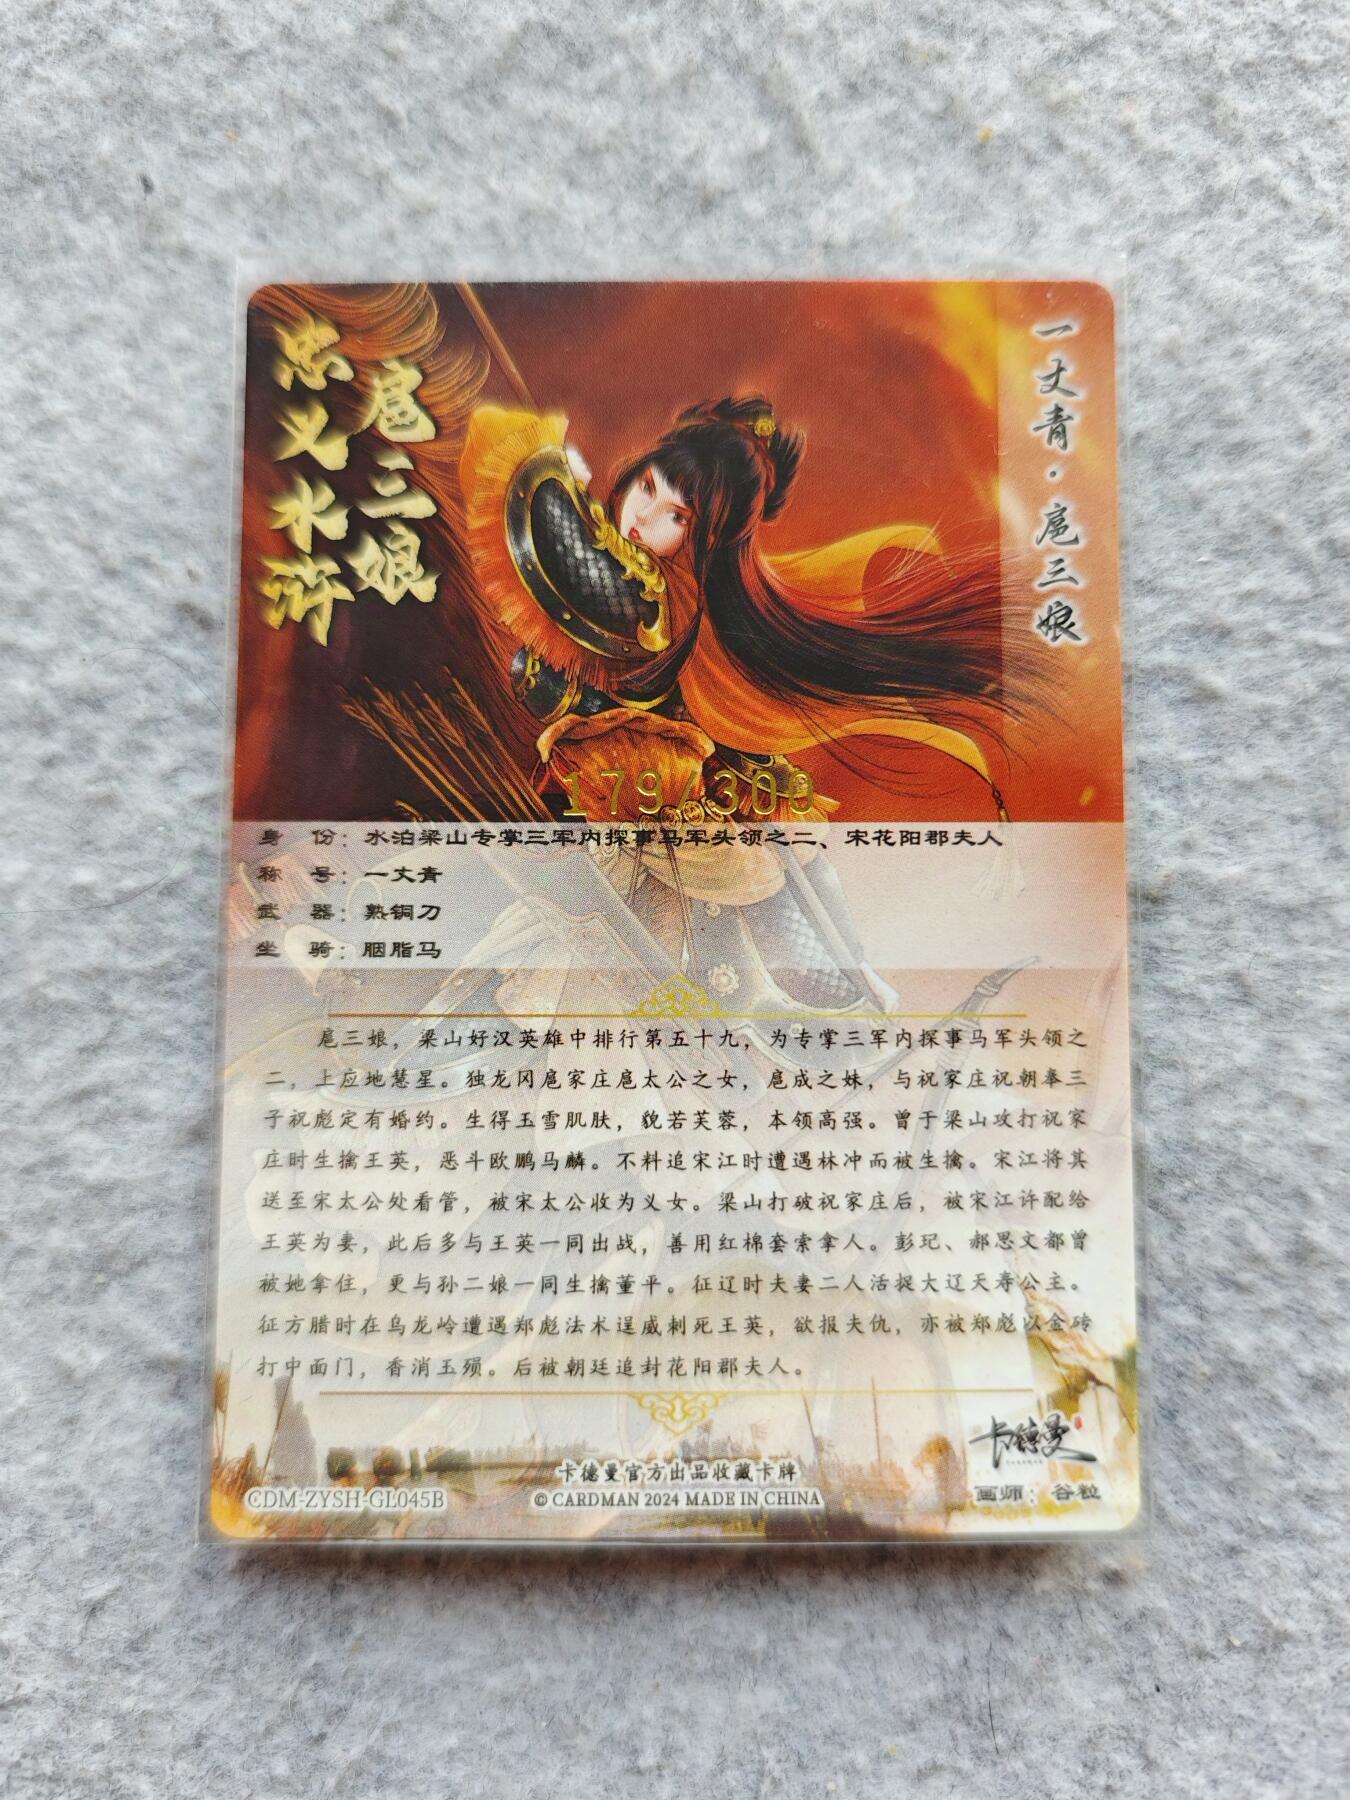 忠义水浒
扈三娘
一丈青·扈三娘
179/300
身 份：水泊梁山专掌三军内探事马军头领之二、宋花阳郡夫人
称 号：一丈青
武 器：熟铜刀
坐 骑：胭脂马
扈三娘，梁山好汉英雄中排行第五十九，为专掌三军内探事马军头领之
二，上应地慧星。独龙冈扈家庄扈太公之女，扈成之妹，与祝家庄祝朝奉三
子祝彪定有婚约。生得玉雪肌肤，貌若芙蓉，本领高强。曾于梁山攻打祝家
庄时生擒王英，恶斗欧鹏马麟。不料追宋江时遭遇林冲而被生擒。宋江将其
送至宋太公处看管，被宋太公收为义女。梁山打破祝家庄后，被宋江许配给
王英为妻，此后多与王英一同出战，善用红棉套索拿人。彭玘、郝思文都曾
被她拿住，更与孙二娘一同生擒董平。征辽时夫妻二人活捉大辽天寿公主。
征方腊时在乌龙岭遭遇郑彪法术逞威刺死王英，欲报夫仇，亦被郑彪以金砖
打中面门，香消玉殒。后被朝廷追封花阳郡夫人。
卡德曼
卡德曼官方出品收藏卡牌
CDM-ZYSH-GL045B
© CARDMAN 2024 MADE IN CHINA
画师：谷粒